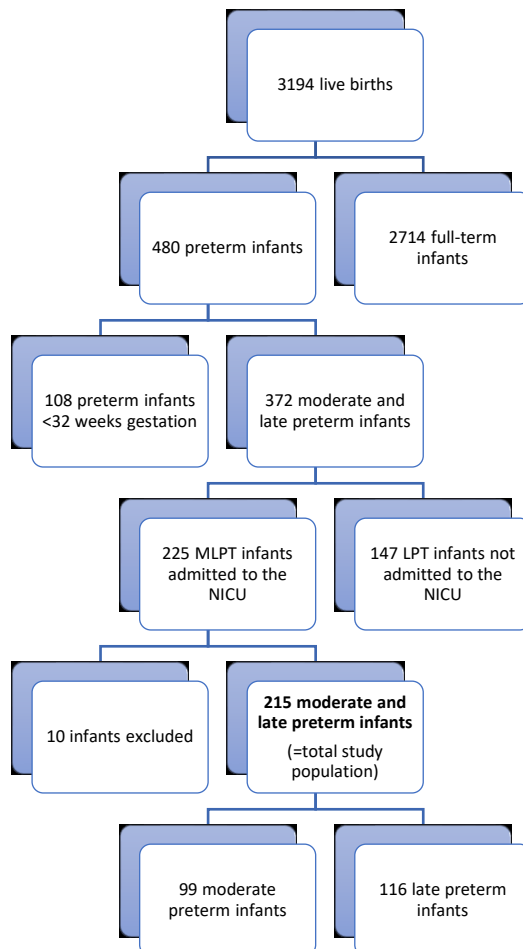 3194 live births
480 preterm infants
2714 full-term
infants
108 preterm infants
<32 weeks gestation
372 moderate and
late preterm infants
225 MLPT infants
admitted to the
NICU
147 LPT infants not
admitted to the
NICU
10 infants excluded
215 moderate and
late preterm infants
(=total study
population)
99 moderate
preterm infants
116 late preterm
infants